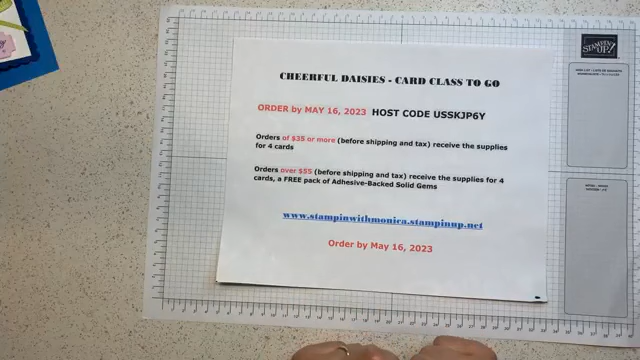 CHEERFUL DAISIES - CARD CLASS TO GO
ORDER by MAY 16, 2023 HOST CODE USSKJP6Y
Orders of $35 or more (before shipping and tax) receive the supplies
for 4 cards
Orders over $55 (before shipping and tax) receive the supplies for 4
cards, a FREE pack of Adhesive-Backed Solid Gems
www.stampinwithmonica.stampinup.net
Order by May 16, 2023
STAMPIN' UP!